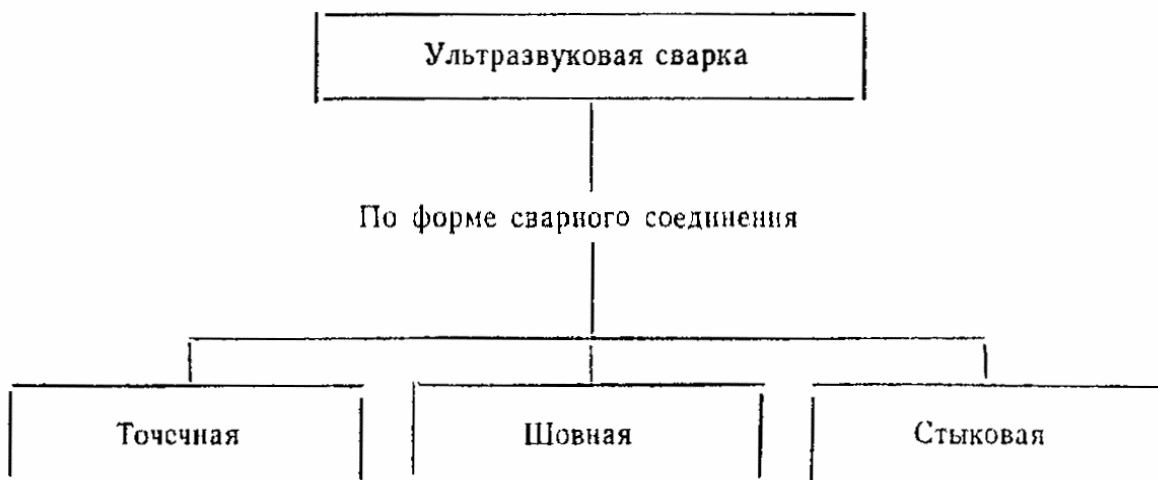 Ультразвуковая сварка
По форме сварного соединения
Точечная
Шовная
Стыковая